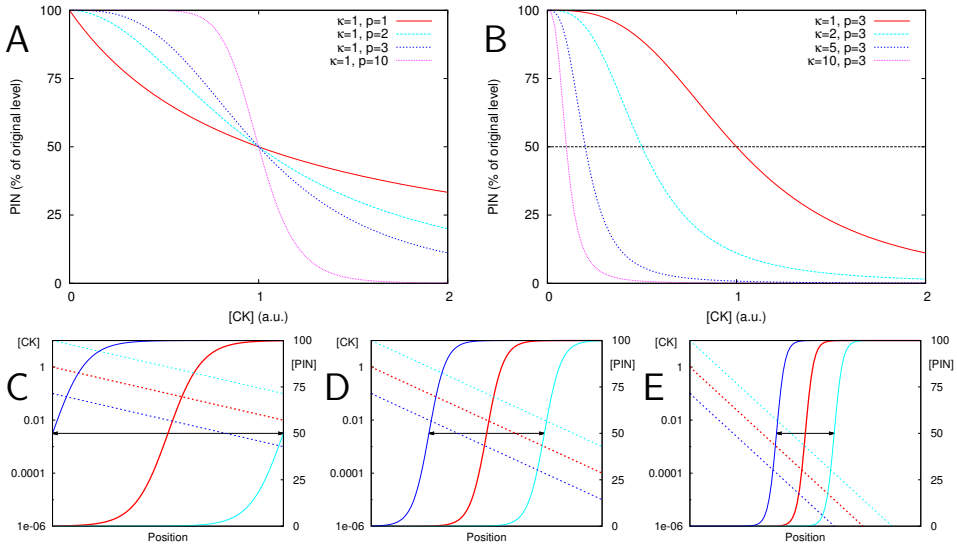 A
PIN (% of original level)
100
75
50
25
0
0
1
2
[CK] (a.u.)
κ=1, p=1
κ=1, p=2
κ=1, p=3
κ=1, p=10
B
PIN (% of original level)
100
75
50
25
0
0
1
2
[CK] (a.u.)
κ=1, p=3
κ=2, p=3
κ=5, p=3
κ=10, p=3
C
[CK]
1
0.01
0.0001
1e-06
Position
100
[PIN]
75
50
25
0
D
[CK]
1
0.01
0.0001
1e-06
Position
100
[PIN]
75
50
25
0
E
[CK]
1
0.01
0.0001
1e-06
Position
100
[PIN]
75
50
25
0